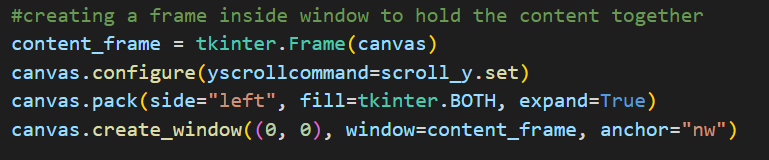 #creating a frame inside window to hold the content together
content_frame = tkinter.Frame(canvas)
canvas.configure(yscrollcommand=scroll_y.set)
canvas.pack(side="left", fill=tkinter.BOTH, expand=True)
canvas.create_window((0, 0), window=content_frame, anchor="nw")